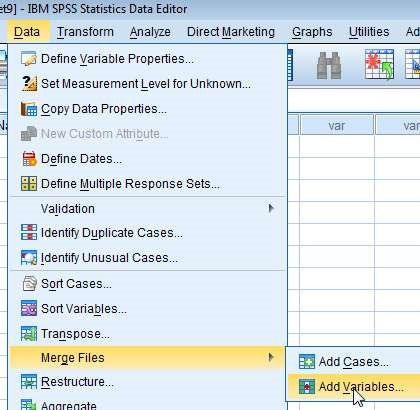 et9] - IBM SPSS Statistics Data Editor
Data Transform Analyze Direct Marketing Graphs Utilities Ad
Define Variable Properties...
Set Measurement Level for Unknown...
Copy Data Properties...
New Custom Attribute...
var var
Define Dates...
Define Multiple Response Sets...
Validation
Identify Duplicate Cases...
Identify Unusual Cases...
Sort Cases...
Sort Variables...
Transpose...
Merge Files
Add Cases...
Restructure...
Add Variables...
Aggregate